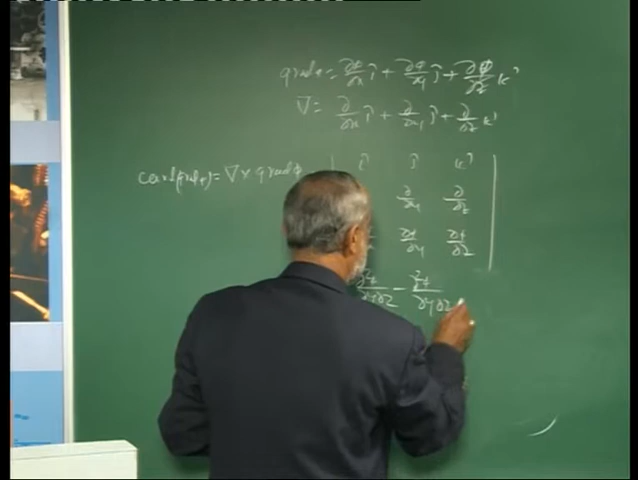 grad φ = ∂φ/∂x î + ∂φ/∂y ĵ + ∂φ/∂z k̂
∇ = ∂/∂x î + ∂/∂y ĵ + ∂/∂z k̂
curl(grad φ) = ∇ × grad φ | î ĵ k̂ |
∂/∂y ∂/∂z
∂φ/∂y ∂φ/∂z
∂²φ/∂y∂z − ∂²φ/∂y∂z